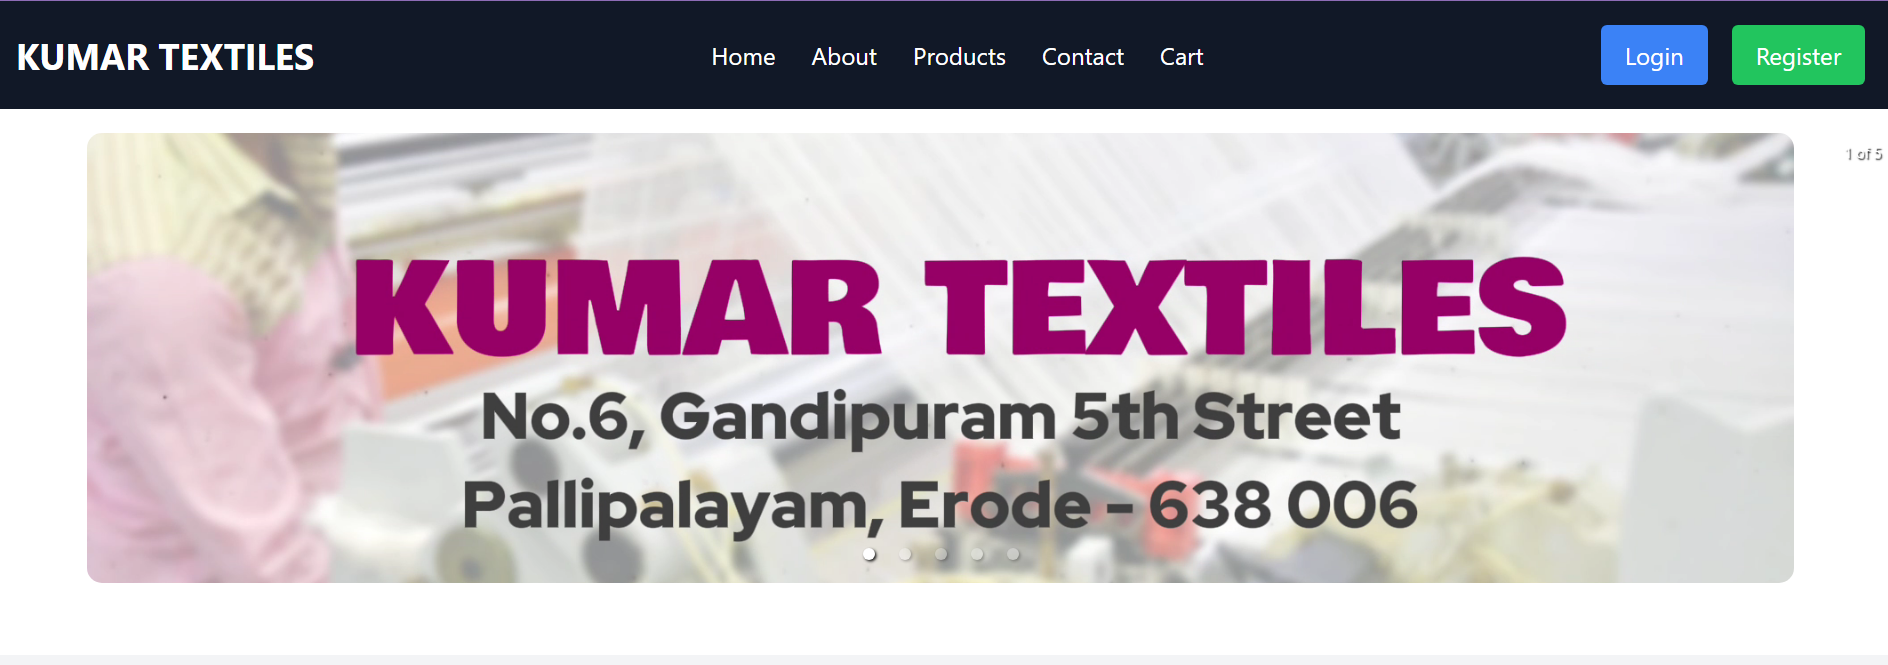 KUMAR TEXTILES
Home About Products Contact Cart
Login Register
1 of 5
KUMAR TEXTILES
No.6, Gandipuram 5th Street
Pallipalayam, Erode - 638 006